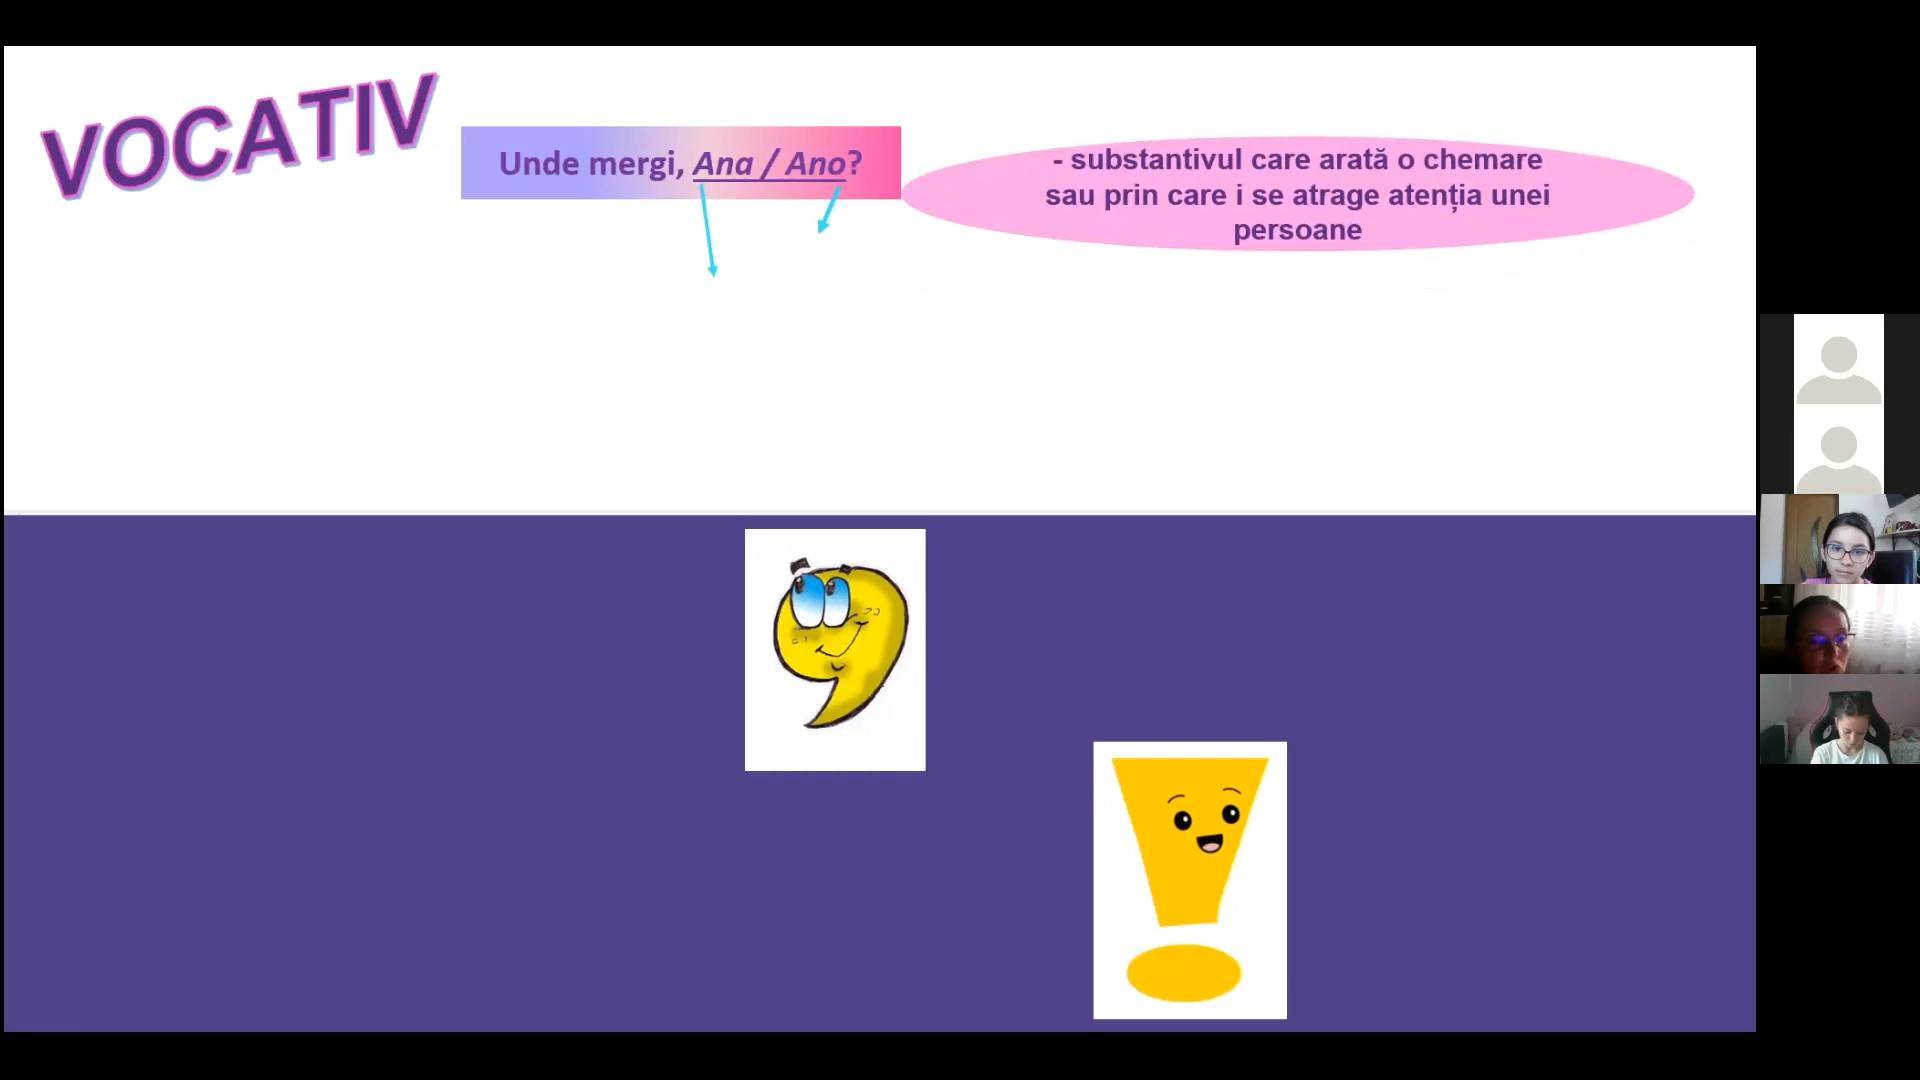 VOCATIV
Unde mergi, Ana / Ano?
- substantivul care arată o chemare
sau prin care i se atrage atenția unei
persoane